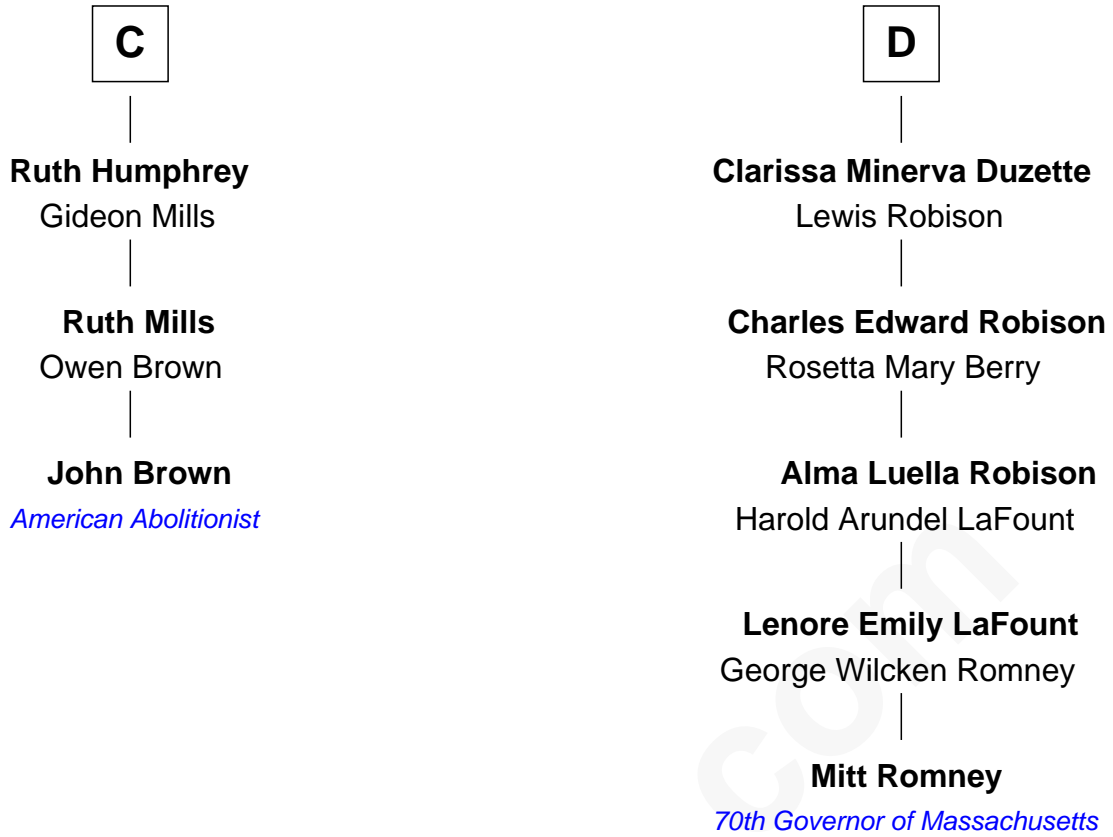 C
Ruth Humphrey
Gideon Mills
Ruth Mills
Owen Brown
John Brown
American Abolitionist
D
Clarissa Minerva Duzette
Lewis Robison
Charles Edward Robison
Rosetta Mary Berry
Alma Luella Robison
Harold Arundel LaFount
Lenore Emily LaFount
George Wilcken Romney
Mitt Romney
70th Governor of Massachusetts
com